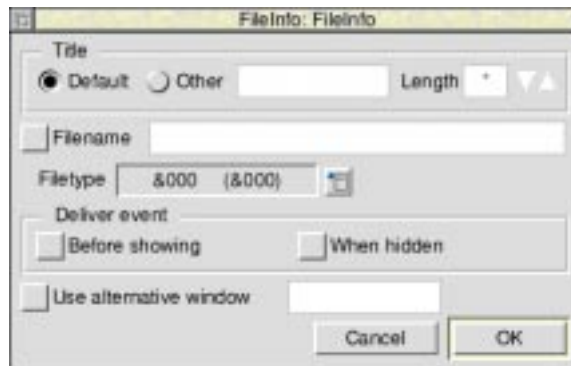 FileInfo: FileInfo
Title
Default Other Length *
Filename
Filetype &000 (&000)
Deliver event
Before showing When hidden
Use alternative window
Cancel OK